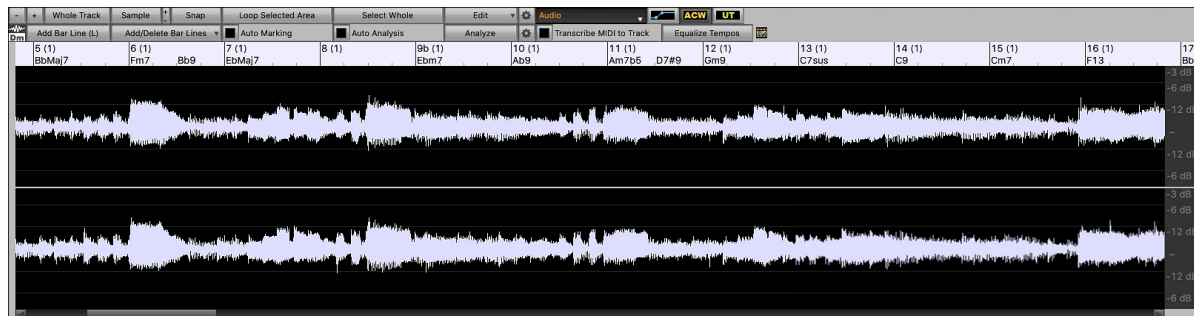 - + Whole Track Sample + - Snap Loop Selected Area Select Whole Edit Audio ACW UT
Dm Add Bar Line (L) Add/Delete Bar Lines Auto Marking Auto Analysis Analyze Transcribe MIDI to Track Equalize Tempos
5 (1) 6 (1) 7 (1) 8 (1) 9b (1) 10 (1) 11 (1) 12 (1) 13 (1) 14 (1) 15 (1) 16 (1) 17
BbMaj7 Fm7 Bb9 EbMaj7 Ebm7 Ab9 Am7b5 D7#9 Gm9 C7sus C9 Cm7 F13 Bb
-3 dB
-6 dB
-12 dB
-12 dB
-6 dB
-3 dB
-6 dB
-12 dB
-12 dB
-6 dB